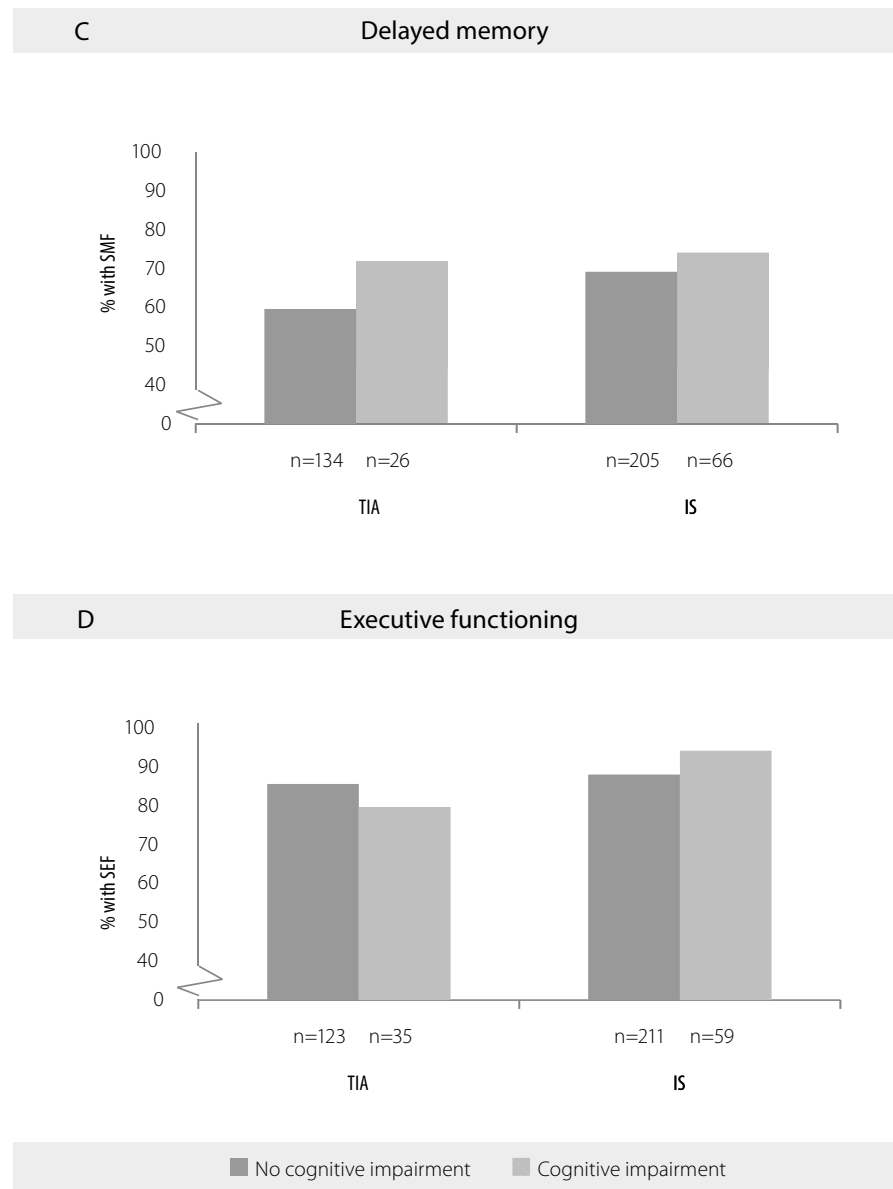 C Delayed memory
100
90
80
70
60
50
40
0
% with SMF
n=134 n=26 n=205 n=66
TIA IS
D Executive functioning
100
90
80
70
60
50
40
0
% with SEF
n=123 n=35 n=211 n=59
TIA IS
No cognitive impairment Cognitive impairment